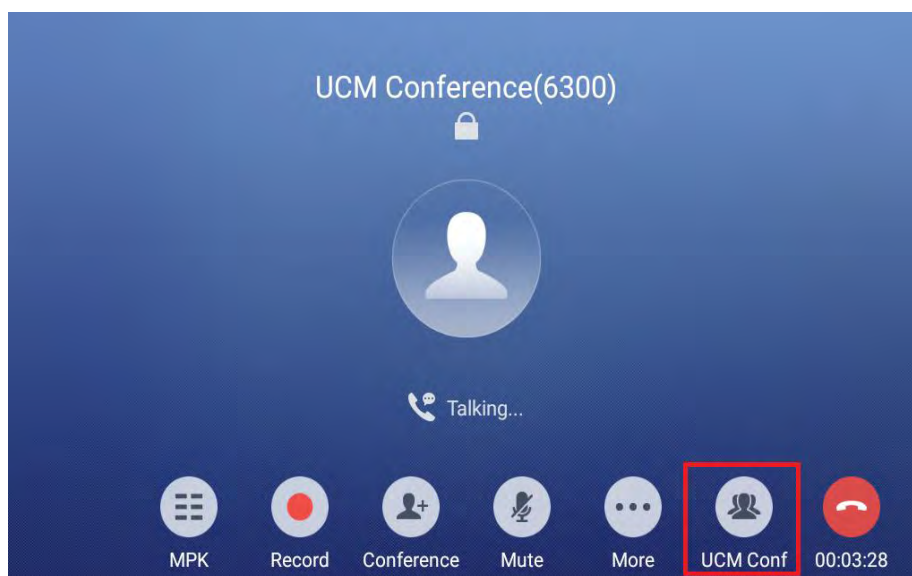 UCM Conference(6300)
Talking...
MPK Record Conference Mute More UCM Conf 00:03:28